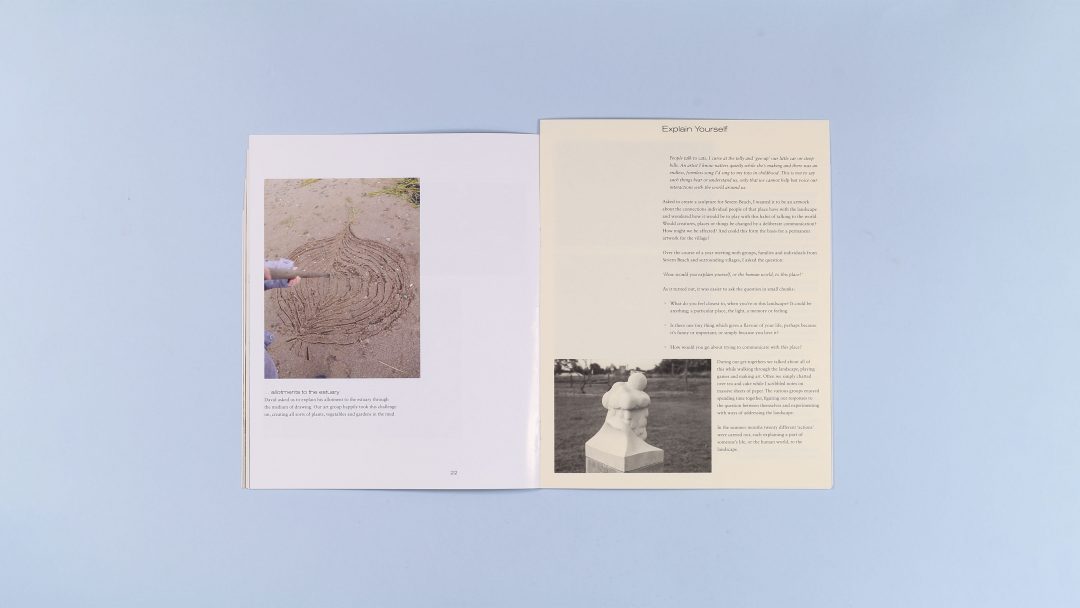 ... allotments to the estuary
David asked us to explain his allotment to the estuary through
the medium of drawing. Our art group happily took this challenge
on, creating all sorts of plants, vegetables and gardens in the mud
22
Explain Yourself
People talk to cats. I curse at the telly and 'gee up' our little car on steep
hills. An artist I know natters quietly while she's making and there was an
endless, formless song I'd sing to my toys in childhood. This is not to say
such things hear or understand us, only that we cannot help but voice our
interactions with the world around us.
Asked to create a sculpture for Severn Beach, I wanted it to be an artwork
about the connections individual people of that place have with the landscape
and wondered how it would be to play with this habit of talking to the world.
Would creatures, places or things be changed by a deliberate communication?
How might we be affected? And could this form the basis for a permanent
artwork for the village?
Over the course of a year meeting with groups, families and individuals from
Severn Beach and surrounding villages, I asked the question:
'How would you explain yourself, or the human world, to this place?'
As it turned out, it was easier to ask the question in small chunks:
What do you feel closest to, when you're in this landscape? It could be
anything; a particular place, the light, a memory or feeling.
Is there one tiny thing which gives a flavour of your life, perhaps because
it's funny or important, or simply because you love it?
How would you go about trying to communicate with this place?
During our get-togethers we talked about all of
this while walking through the landscape, playing
games and making art. Often we simply chatted
over tea and cake while I scribbled notes on
massive sheets of paper. The various groups enjoyed
spending time together, figuring out responses to
the question between themselves and experimenting
with ways of addressing the landscape.
In the summer months twenty different 'actions'
were carried out, each explaining a part of
someone's life, or the human world, to the
landscape.